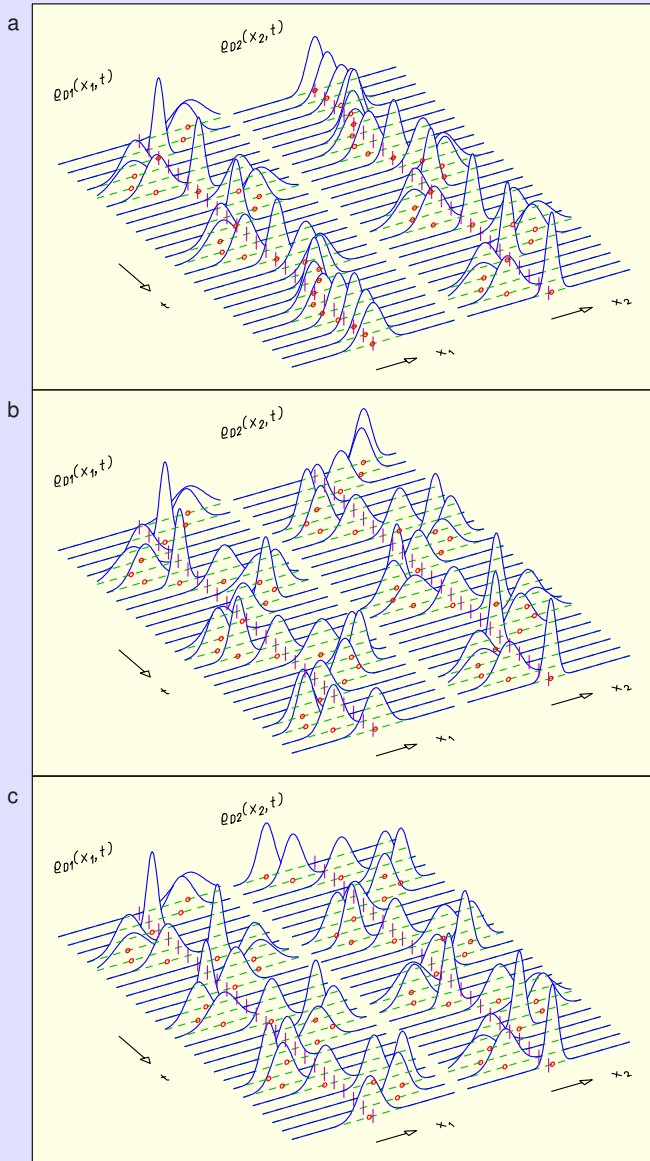 a
ϱD2(x2,t)
ϱD1(x1,t)
t
x2
x1
b
ϱD2(x2,t)
ϱD1(x1,t)
t
x2
x1
c
ϱD2(x2,t)
ϱD1(x1,t)
t
x2
x1